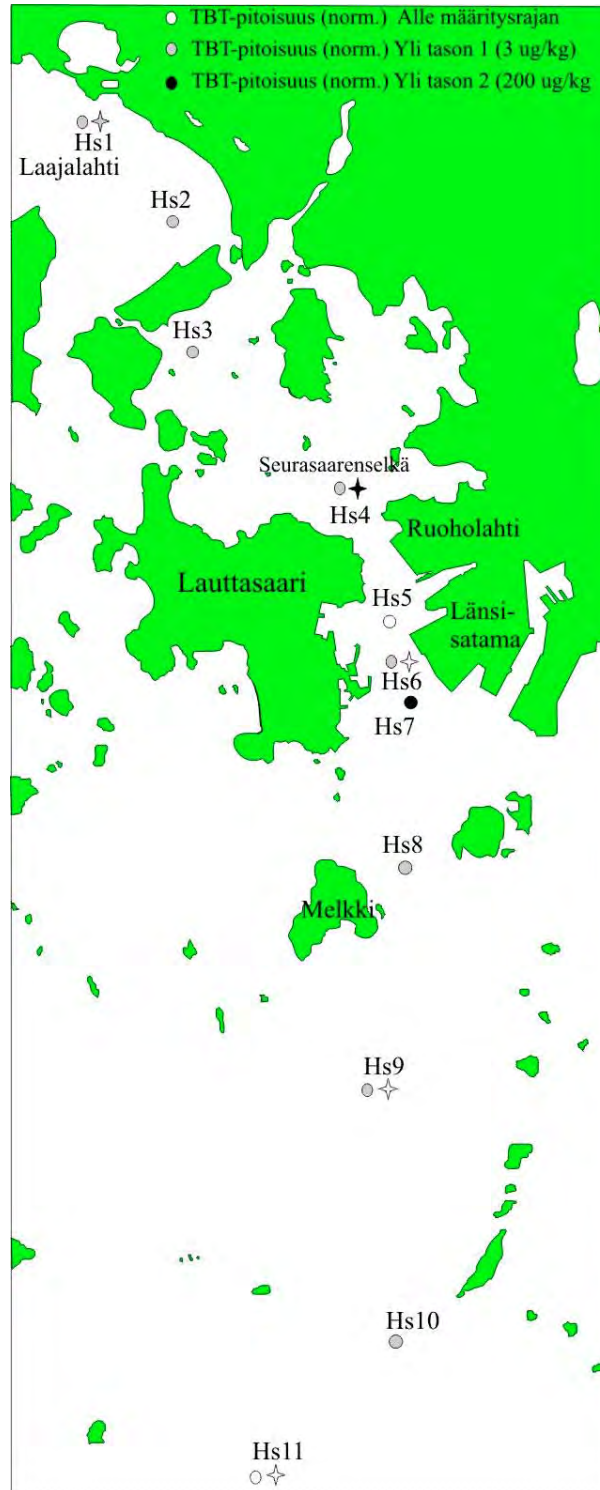 TBT-pitoisuus (norm.) Alle määritysrajan
TBT-pitoisuus (norm.) Yli tason 1 (3 ug/kg)
TBT-pitoisuus (norm.) Yli tason 2 (200 ug/kg
Hs1
Laajalahti
Hs2
Hs3
Seurasaarenselkä
Hs4
Ruoholahti
Lauttasaari
Hs5
Länsi-
satama
Hs6
Hs7
Hs8
Melkki
Hs9
Hs10
Hs11